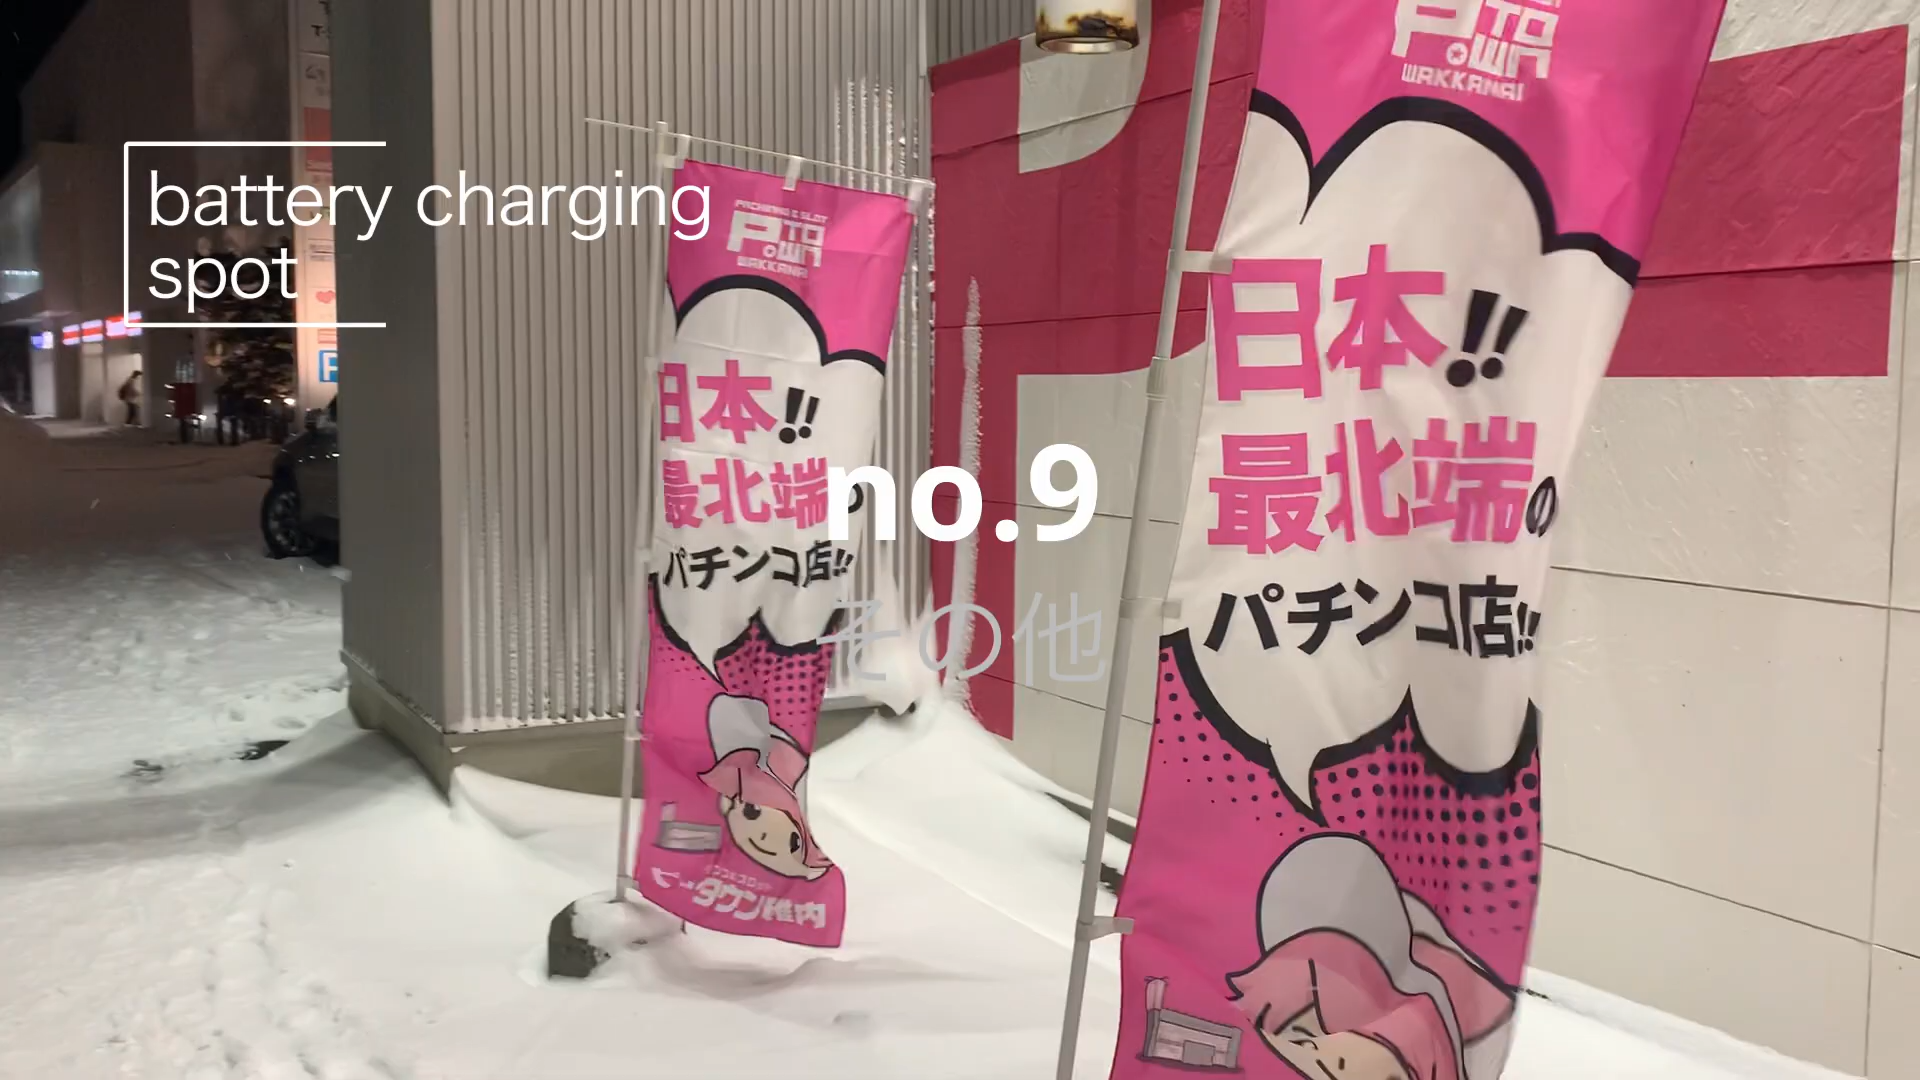 battery charging
spot
no.9
その他
PACHINKO & SLOT
P TOWN
WAKKANAI
日本!!
最北端の
パチンコ店!!
タウン稚内
P TOWN
WAKKANAI
日本!!
最北端の
パチンコ店!!